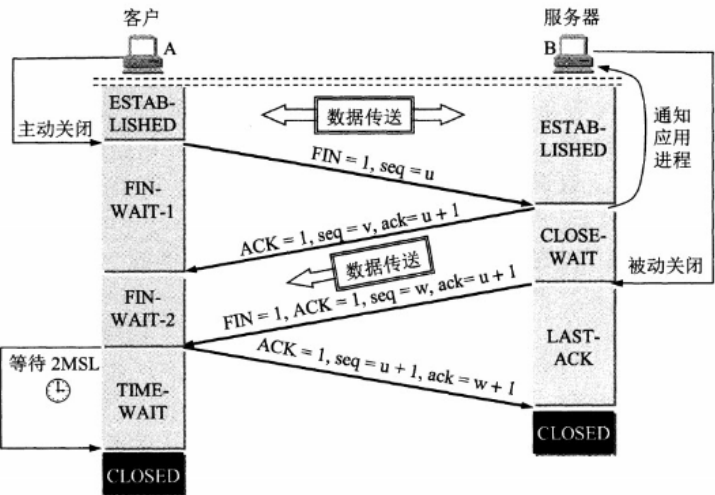 客户
服务器
A
B
ESTAB-
LISHED
数据传送
ESTAB-
LISHED
通知
应用
进程
主动关闭
FIN = 1, seq = u
FIN-
WAIT-1
ACK = 1, seq = v, ack= u + 1
CLOSE-
WAIT
数据传送
被动关闭
FIN-
WAIT-2
FIN = 1, ACK = 1, seq = w, ack= u + 1
LAST-
ACK
等待 2MSL
ACK = 1, seq = u + 1, ack = w + 1
TIME-
WAIT
CLOSED
CLOSED